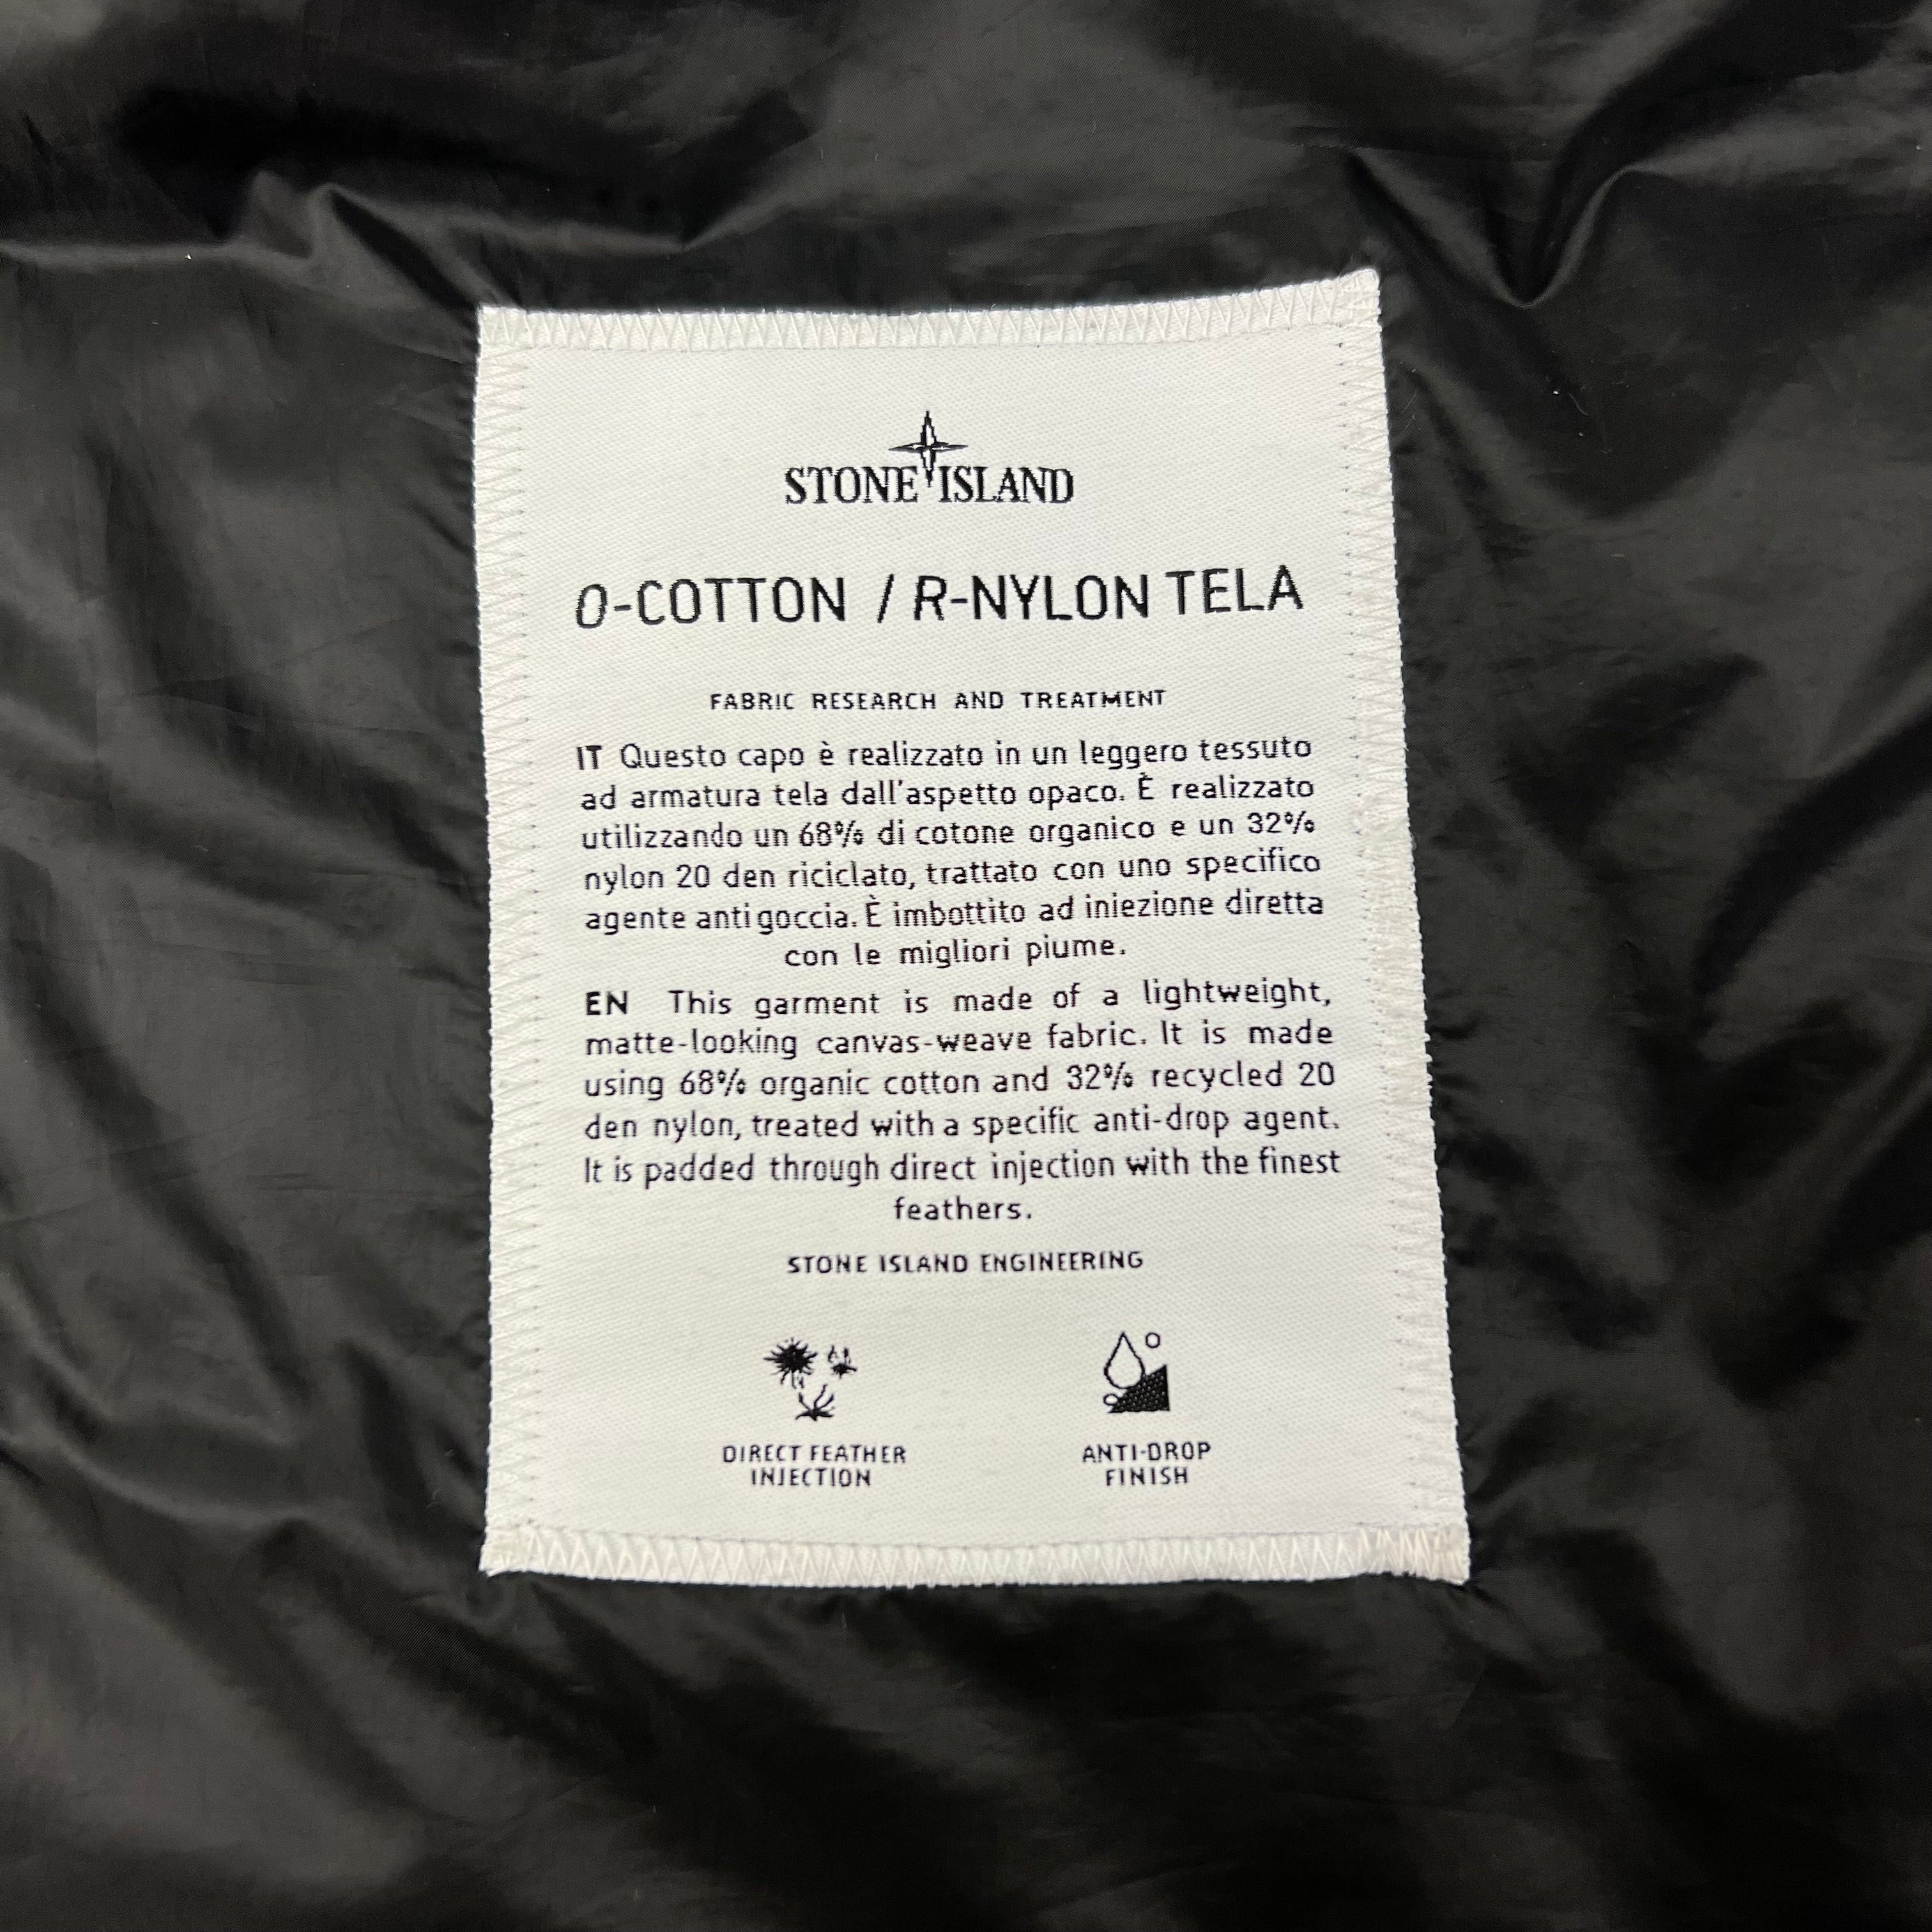 STONE ISLAND
O-COTTON / R-NYLON TELA
FABRIC RESEARCH AND TREATMENT
IT Questo capo è realizzato in un leggero tessuto
ad armatura tela dall'aspetto opaco. È realizzato
utilizzando un 68% di cotone organico e un 32%
nylon 20 den riciclato, trattato con uno specifico
agente antigoccia. È imbottito ad iniezione diretta
con le migliori piume.
EN This garment is made of a lightweight,
matte-looking canvas-weave fabric. It is made
using 68% organic cotton and 32% recycled 20
den nylon, treated with a specific anti-drop agent.
It is padded through direct injection with the finest
feathers.
STONE ISLAND ENGINEERING
DIRECT FEATHER
INJECTION
ANTI-DROP
FINISH